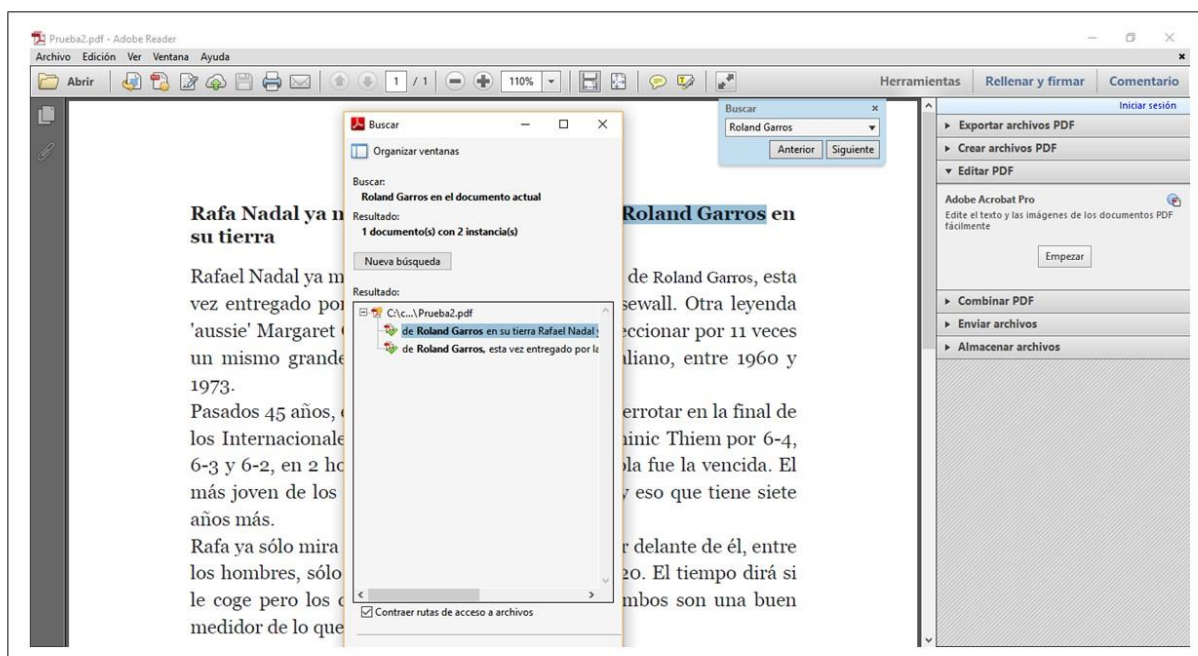 Prueba2.pdf - Adobe Reader
Archivo Edición Ver Ventana Ayuda
Abrir 1 / 1 110% Herramientas Rellenar y firmar Comentario
Iniciar sesión
Buscar
Roland Garros
Anterior Siguiente
Exportar archivos PDF
Crear archivos PDF
Editar PDF
Adobe Acrobat Pro
Edite el texto y las imágenes de los documentos PDF
fácilmente
Empezar
Combinar PDF
Enviar archivos
Almacenar archivos
Buscar
Organizar ventanas
Buscar:
Roland Garros en el documento actual
Resultado:
1 documento(s) con 2 instancia(s)
Nueva búsqueda
Resultado:
C:\c...\Prueba2.pdf
de Roland Garros en su tierra Rafael Nadal
de Roland Garros, esta vez entregado por la
Contraer rutas de acceso a archivos
Rafa Nadal ya Roland Garros en
su tierra
Rafael Nadal ya de Roland Garros, esta
vez entregado por sewall. Otra leyenda
'aussie' Margaret eccionar por 11 veces
un mismo grande aliano, entre 1960 y
1973.
Pasados 45 años, errotar en la final de
los Internacionale inic Thiem por 6-4,
6-3 y 6-2, en 2 ho la fue la vencida. El
más joven de los y eso que tiene siete
años más.
Rafa ya sólo mira r delante de él, entre
los hombres, sólo 20. El tiempo dirá si
le coge pero los mbos son una buen
medidor de lo que